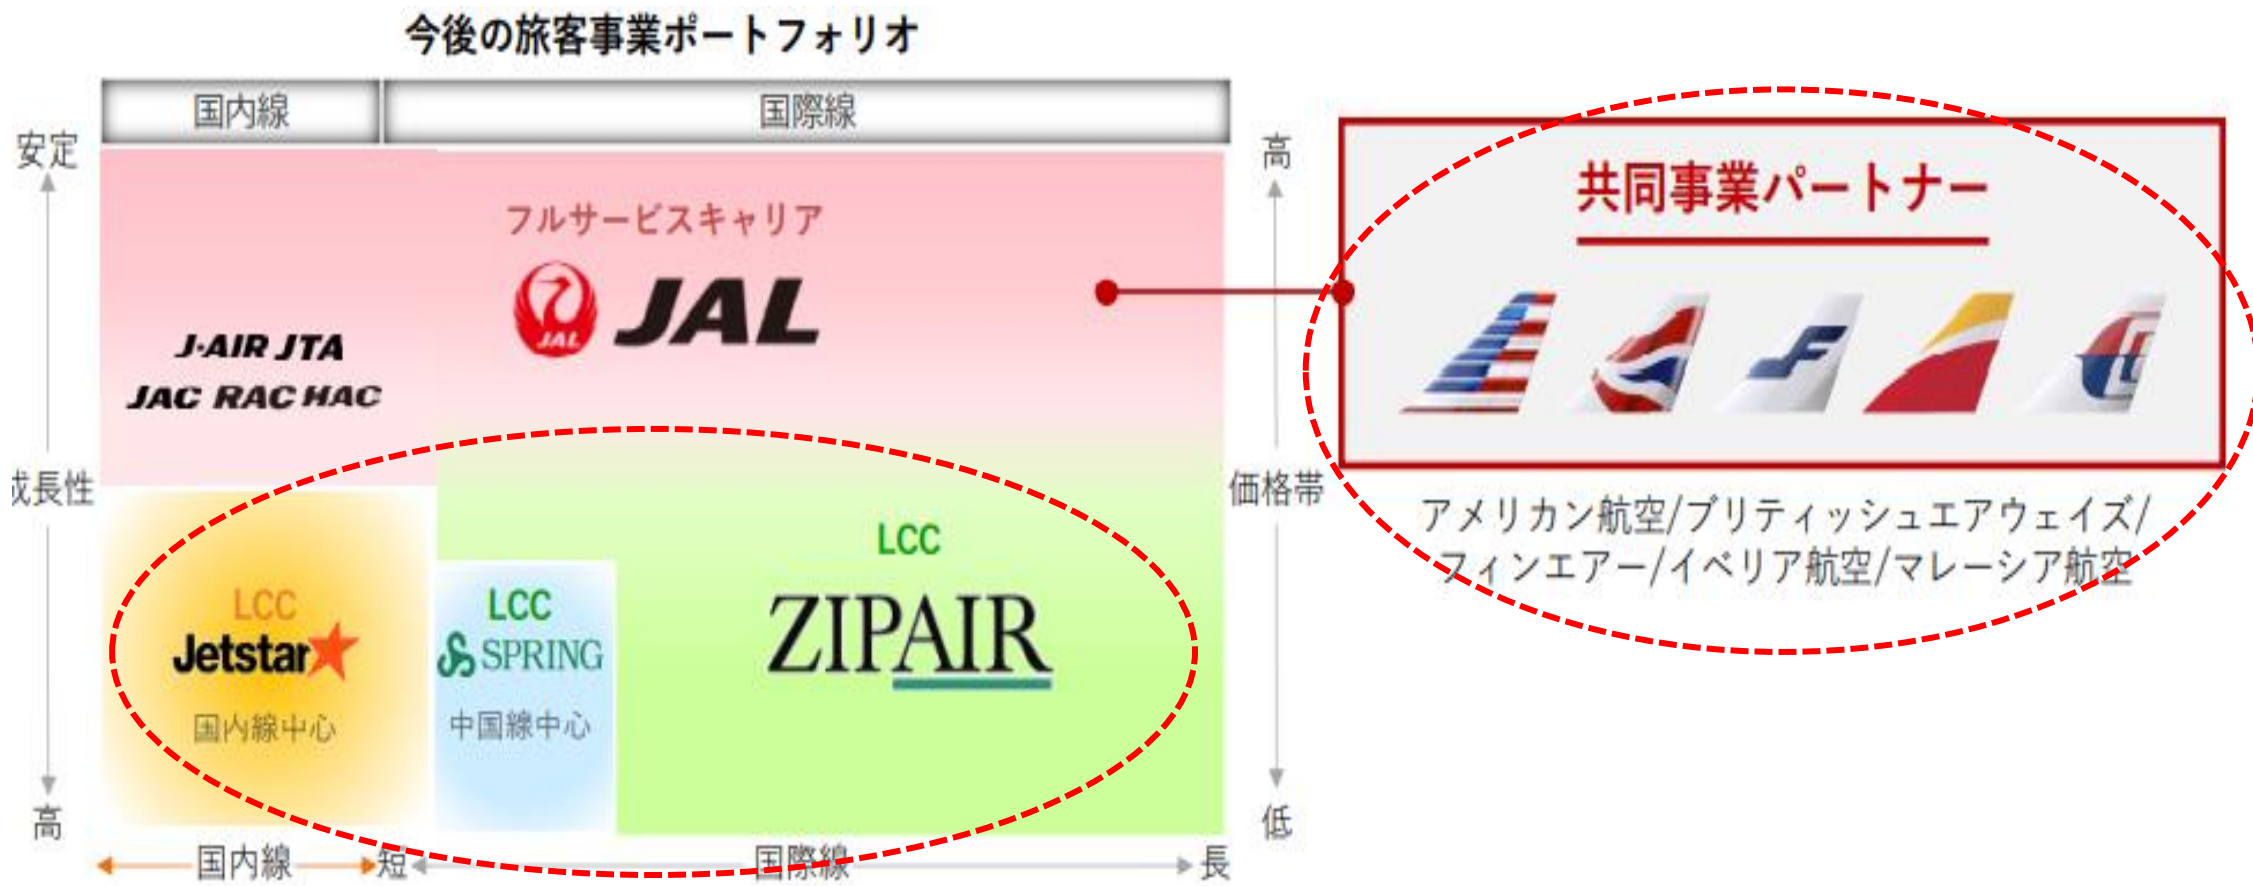 今後の旅客事業ポートフォリオ
国内線
国際線
安定
成長性
高
高
価格帯
低
フルサービスキャリア
JAL
JAL
J-AIR JTA
JAC RAC HAC
LCC
Jetstar
国内線中心
LCC
SPRING
中国線中心
LCC
ZIPAIR
国内線
短
国際線
長
共同事業パートナー
F
アメリカン航空/ブリティッシュエアウェイズ/
フィンエアー/イベリア航空/マレーシア航空